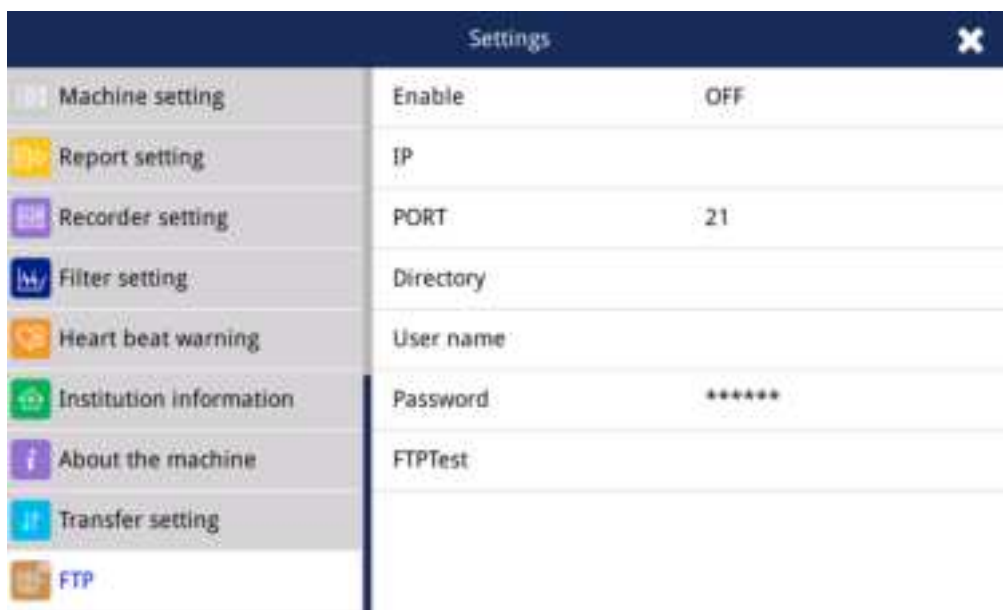 Settings
Machine setting
Report setting
Recorder setting
Filter setting
Heart beat warning
Institution information
About the machine
Transfer setting
FTP
Enable OFF
IP
PORT 21
Directory
User name
Password ******
FTPTest